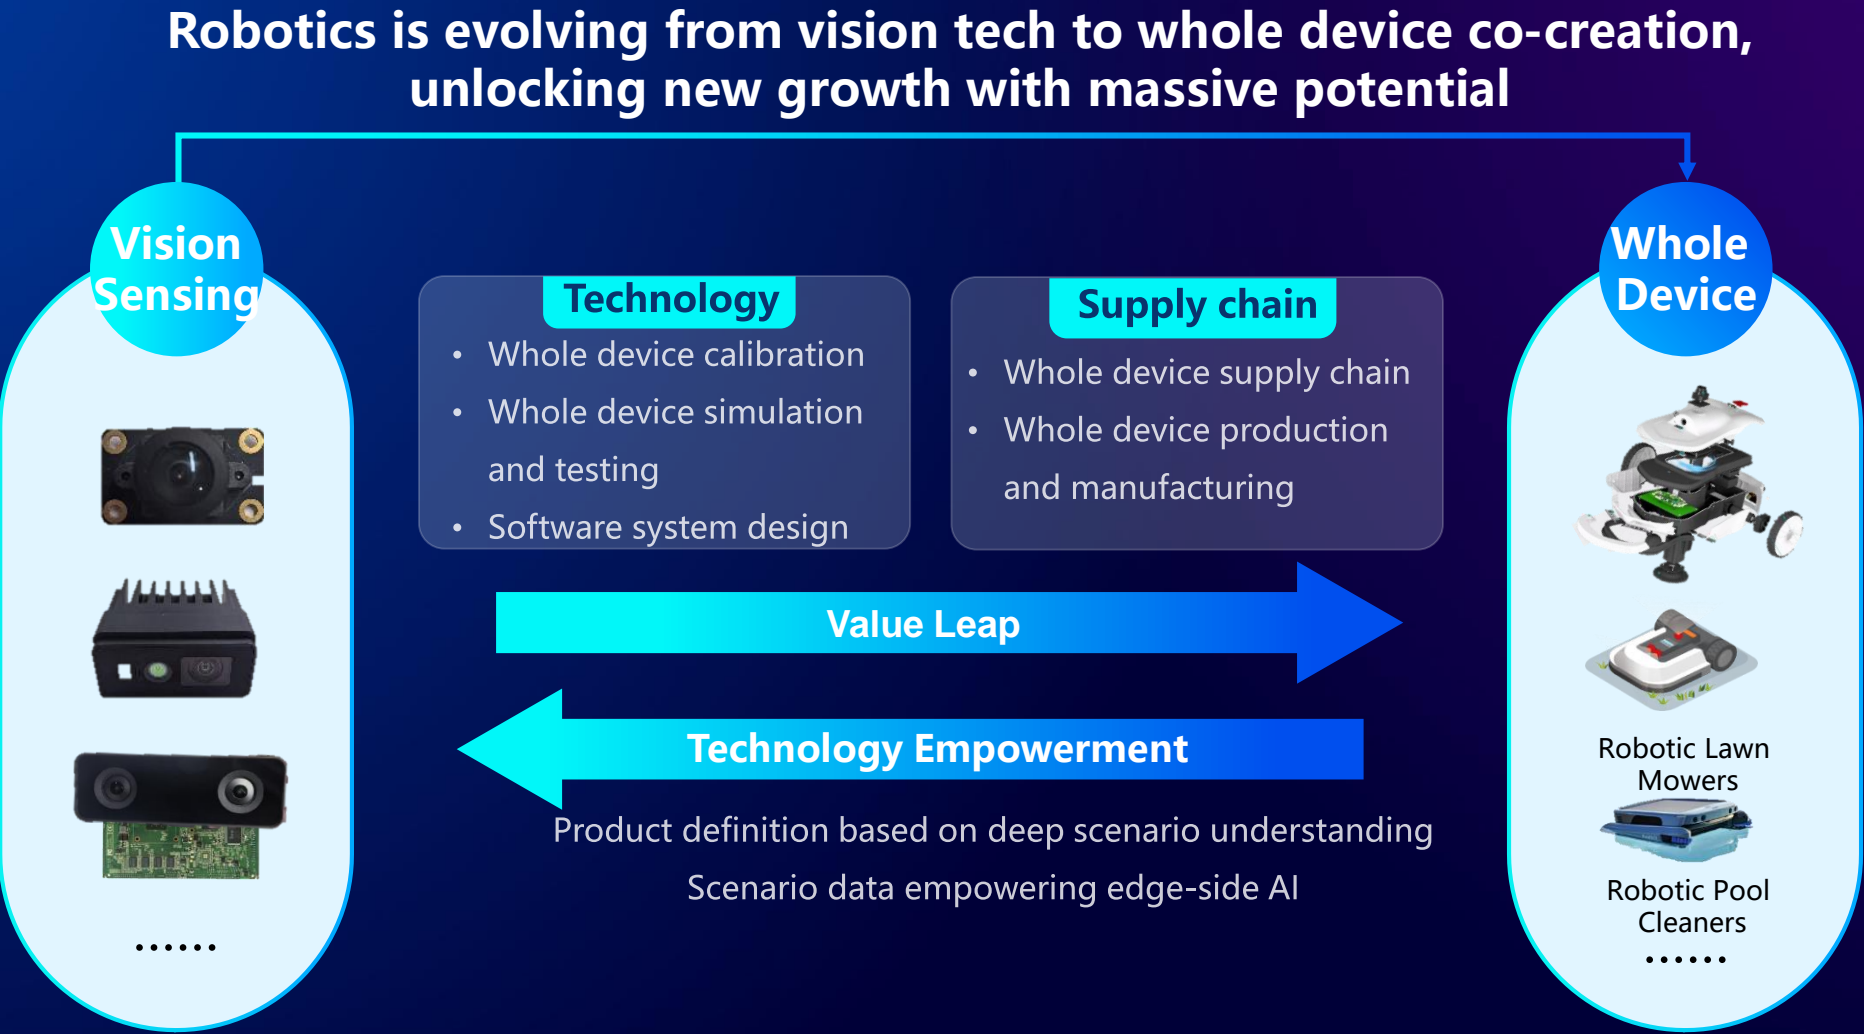 Robotics is evolving from vision tech to whole device co-creation,
unlocking new growth with massive potential
Vision
Sensing
......
Technology
• Whole device calibration
• Whole device simulation
and testing
• Software system design
Supply chain
• Whole device supply chain
• Whole device production
and manufacturing
Value Leap
Technology Empowerment
Product definition based on deep scenario understanding
Scenario data empowering edge-side AI
Whole
Device
Robotic Lawn
Mowers
Robotic Pool
Cleaners
......